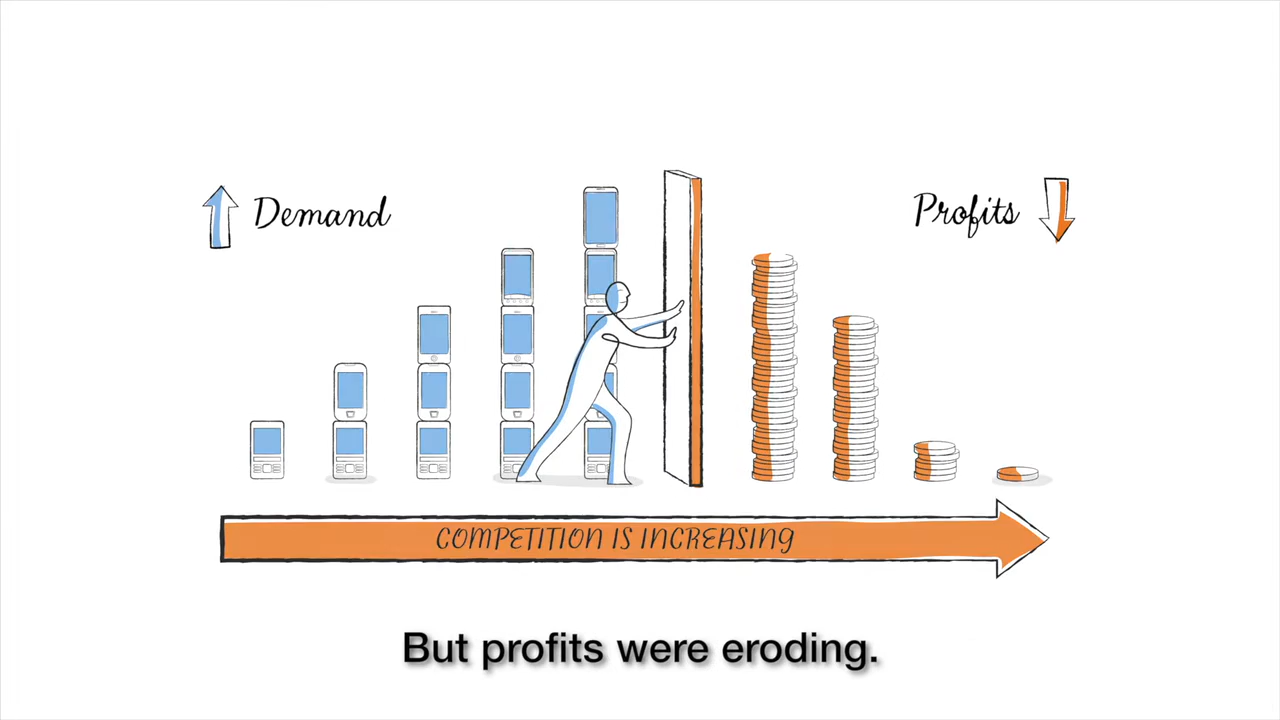 Demand
Profits
COMPETITION IS INCREASING
But profits were eroding.